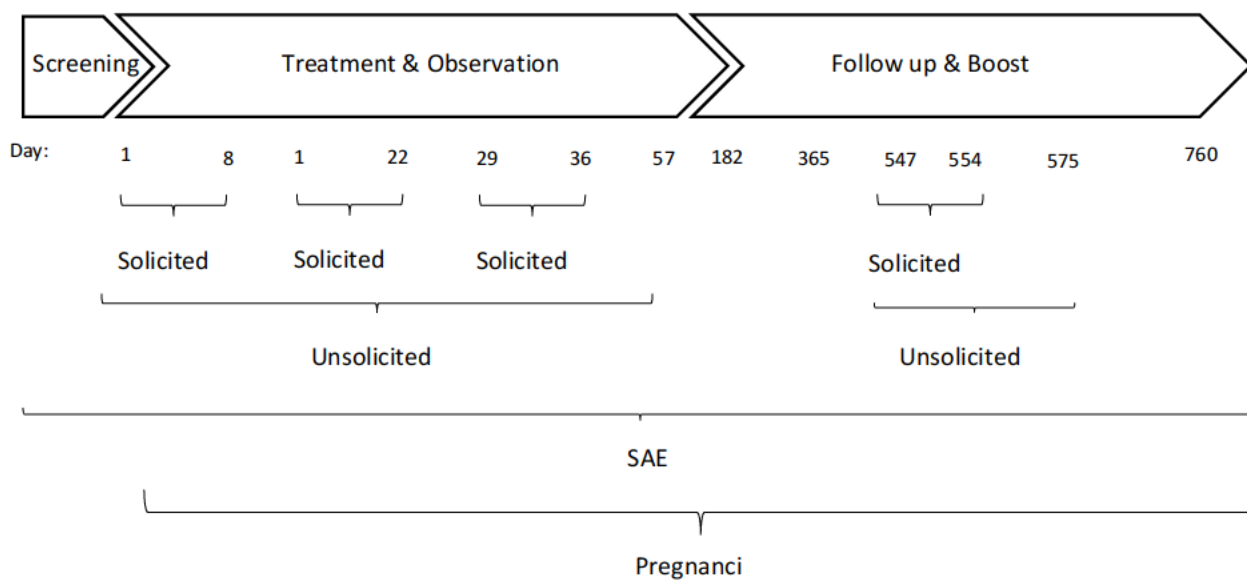 Screening Treatment & Observation Follow up & Boost
Day: 1 8 1 22 29 36 57 182 365 547 554 575 760
Solicited Solicited Solicited Solicited
Unsolicited Unsolicited
SAE
Pregnanci